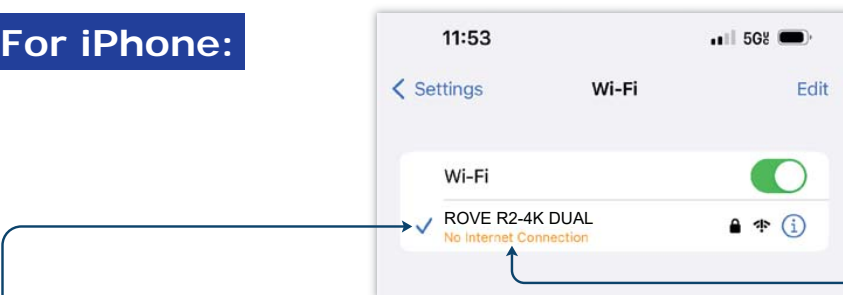 For iPhone:
11:53 5G
Settings Wi-Fi Edit
Wi-Fi
ROVE R2-4K DUAL
No Internet Connection